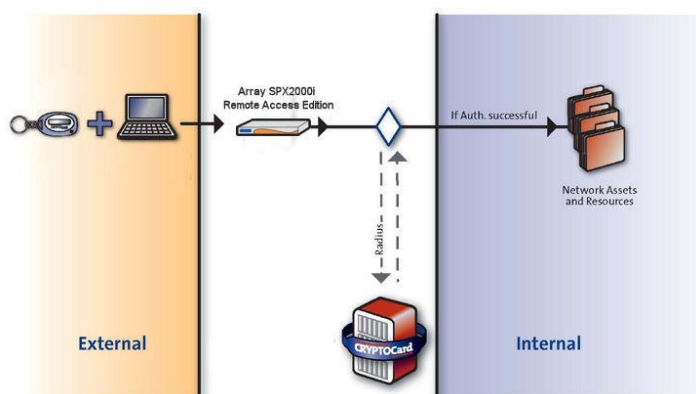 Array SPX2000i
Remote Access Edition
If Auth. successful
Network Assets
and Resources
Radius
CRYPTOCard
External
Internal